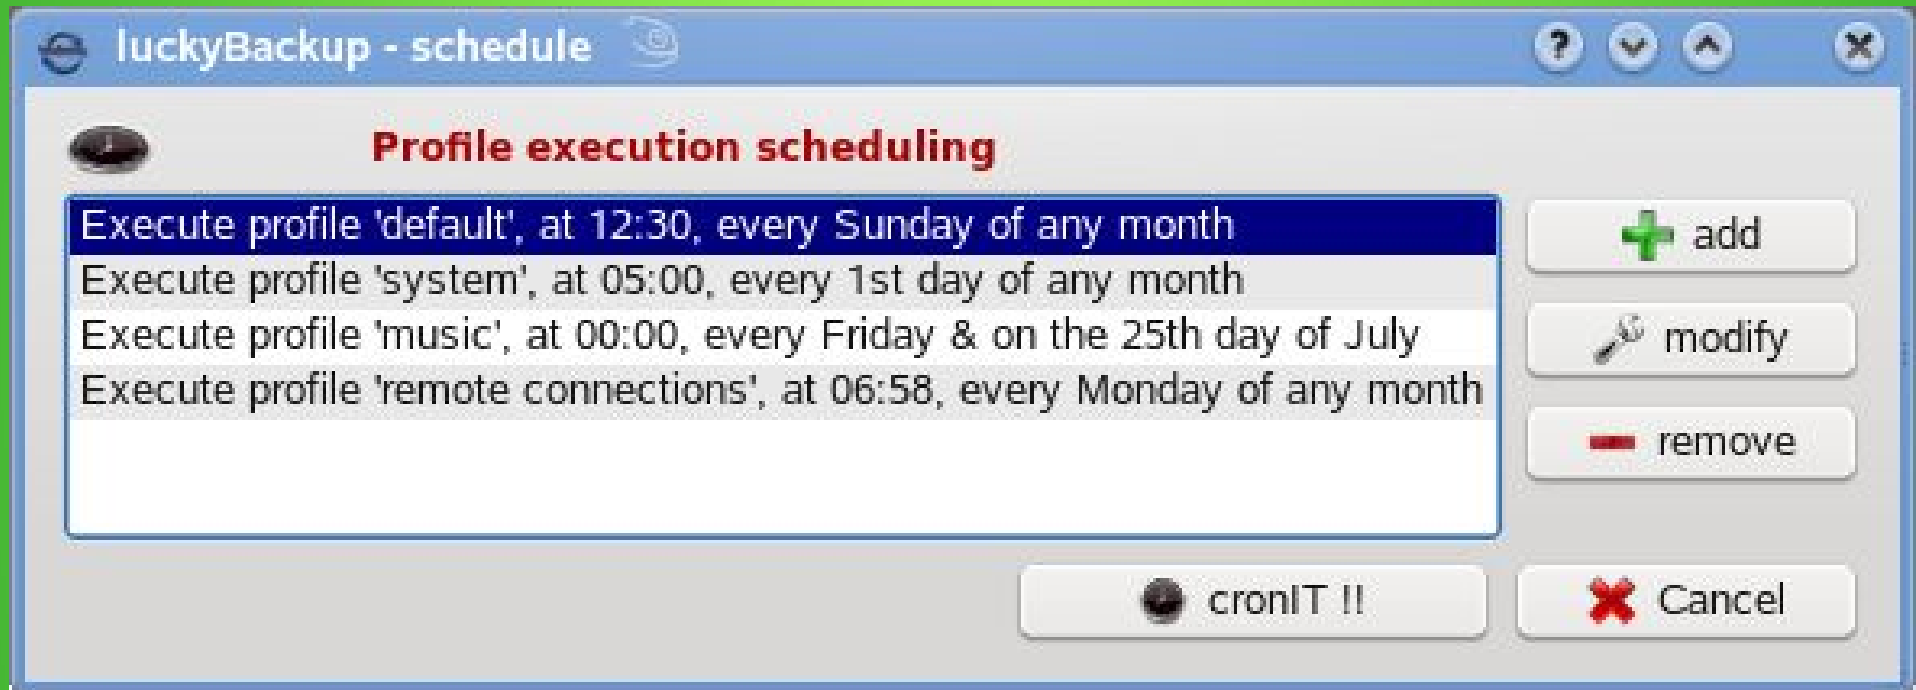 luckyBackup - schedule
Profile execution scheduling
Execute profile 'default', at 12:30, every Sunday of any month
Execute profile 'system', at 05:00, every 1st day of any month
Execute profile 'music', at 00:00, every Friday & on the 25th day of July
Execute profile 'remote connections', at 06:58, every Monday of any month
add
modify
remove
cronIT !!
Cancel